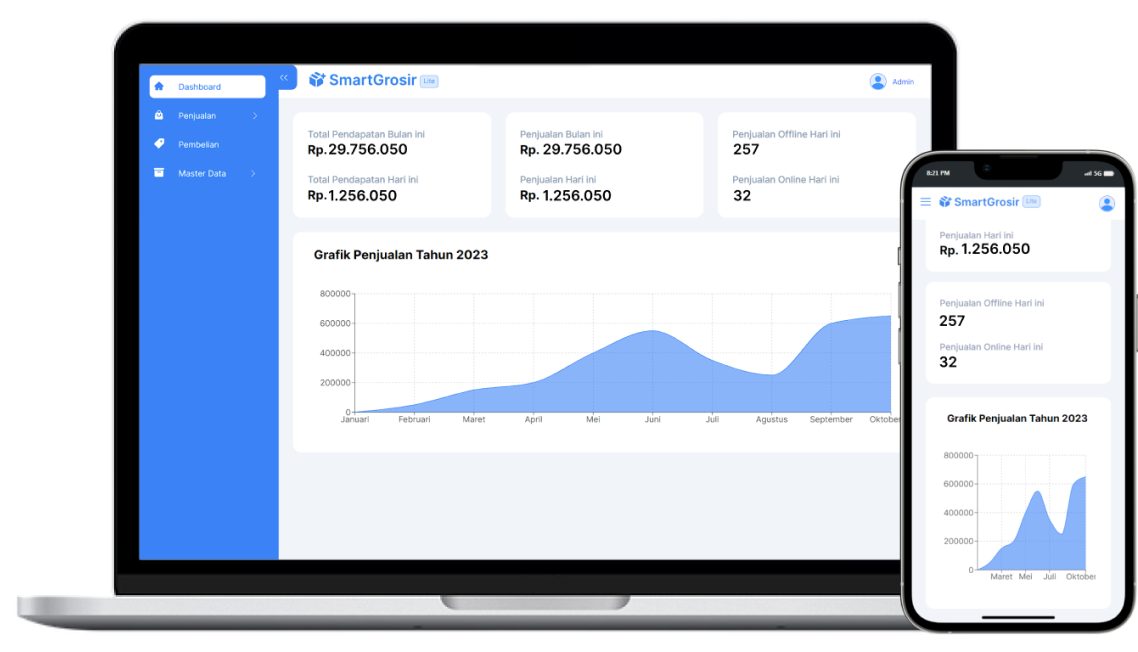 Dashboard
Penjualan
Pembelian
Master Data
SmartGrosir Lite
Admin
Total Pendapatan Bulan ini
Rp.29.756.050
Total Pendapatan Hari ini
Rp.1.256.050
Penjualan Bulan ini
Rp. 29.756.050
Penjualan Hari ini
Rp. 1.256.050
Penjualan Offline Hari ini
257
Penjualan Online Hari ini
32
Grafik Penjualan Tahun 2023
800000
600000
400000
200000
0
Januari Februari Maret April Mei Juni Juli Agustus September Oktober
8:21 PM
5G
SmartGrosir Lite
Penjualan Hari ini
Rp. 1.256.050
Penjualan Offline Hari ini
257
Penjualan Online Hari ini
32
Grafik Penjualan Tahun 2023
800000
600000
400000
200000
0
Maret Mei Juli Oktober